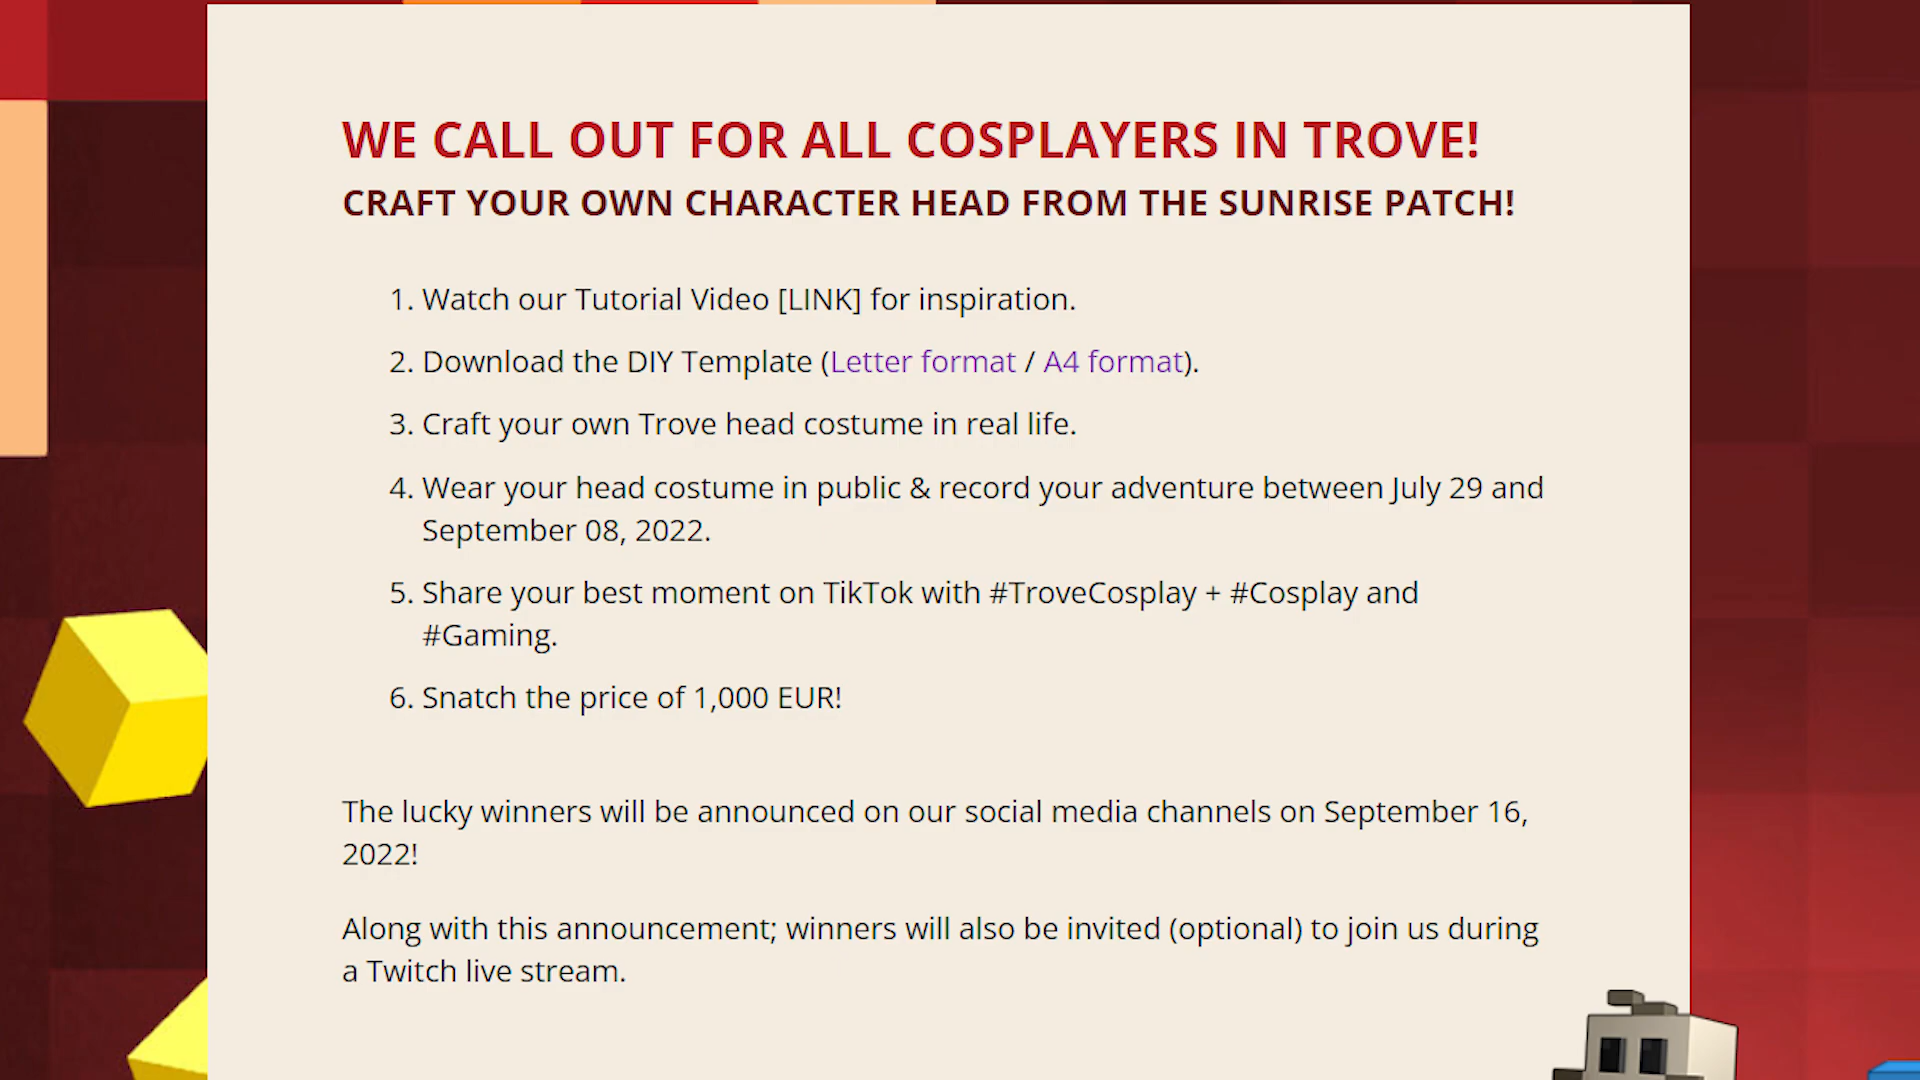 WE CALL OUT FOR ALL COSPLAYERS IN TROVE!
CRAFT YOUR OWN CHARACTER HEAD FROM THE SUNRISE PATCH!
1. Watch our Tutorial Video [LINK] for inspiration.
2. Download the DIY Template (Letter format / A4 format).
3. Craft your own Trove head costume in real life.
4. Wear your head costume in public & record your adventure between July 29 and
September 08, 2022.
5. Share your best moment on TikTok with #TroveCosplay + #Cosplay and
#Gaming.
6. Snatch the price of 1,000 EUR!
The lucky winners will be announced on our social media channels on September 16,
2022!
Along with this announcement; winners will also be invited (optional) to join us during
a Twitch live stream.